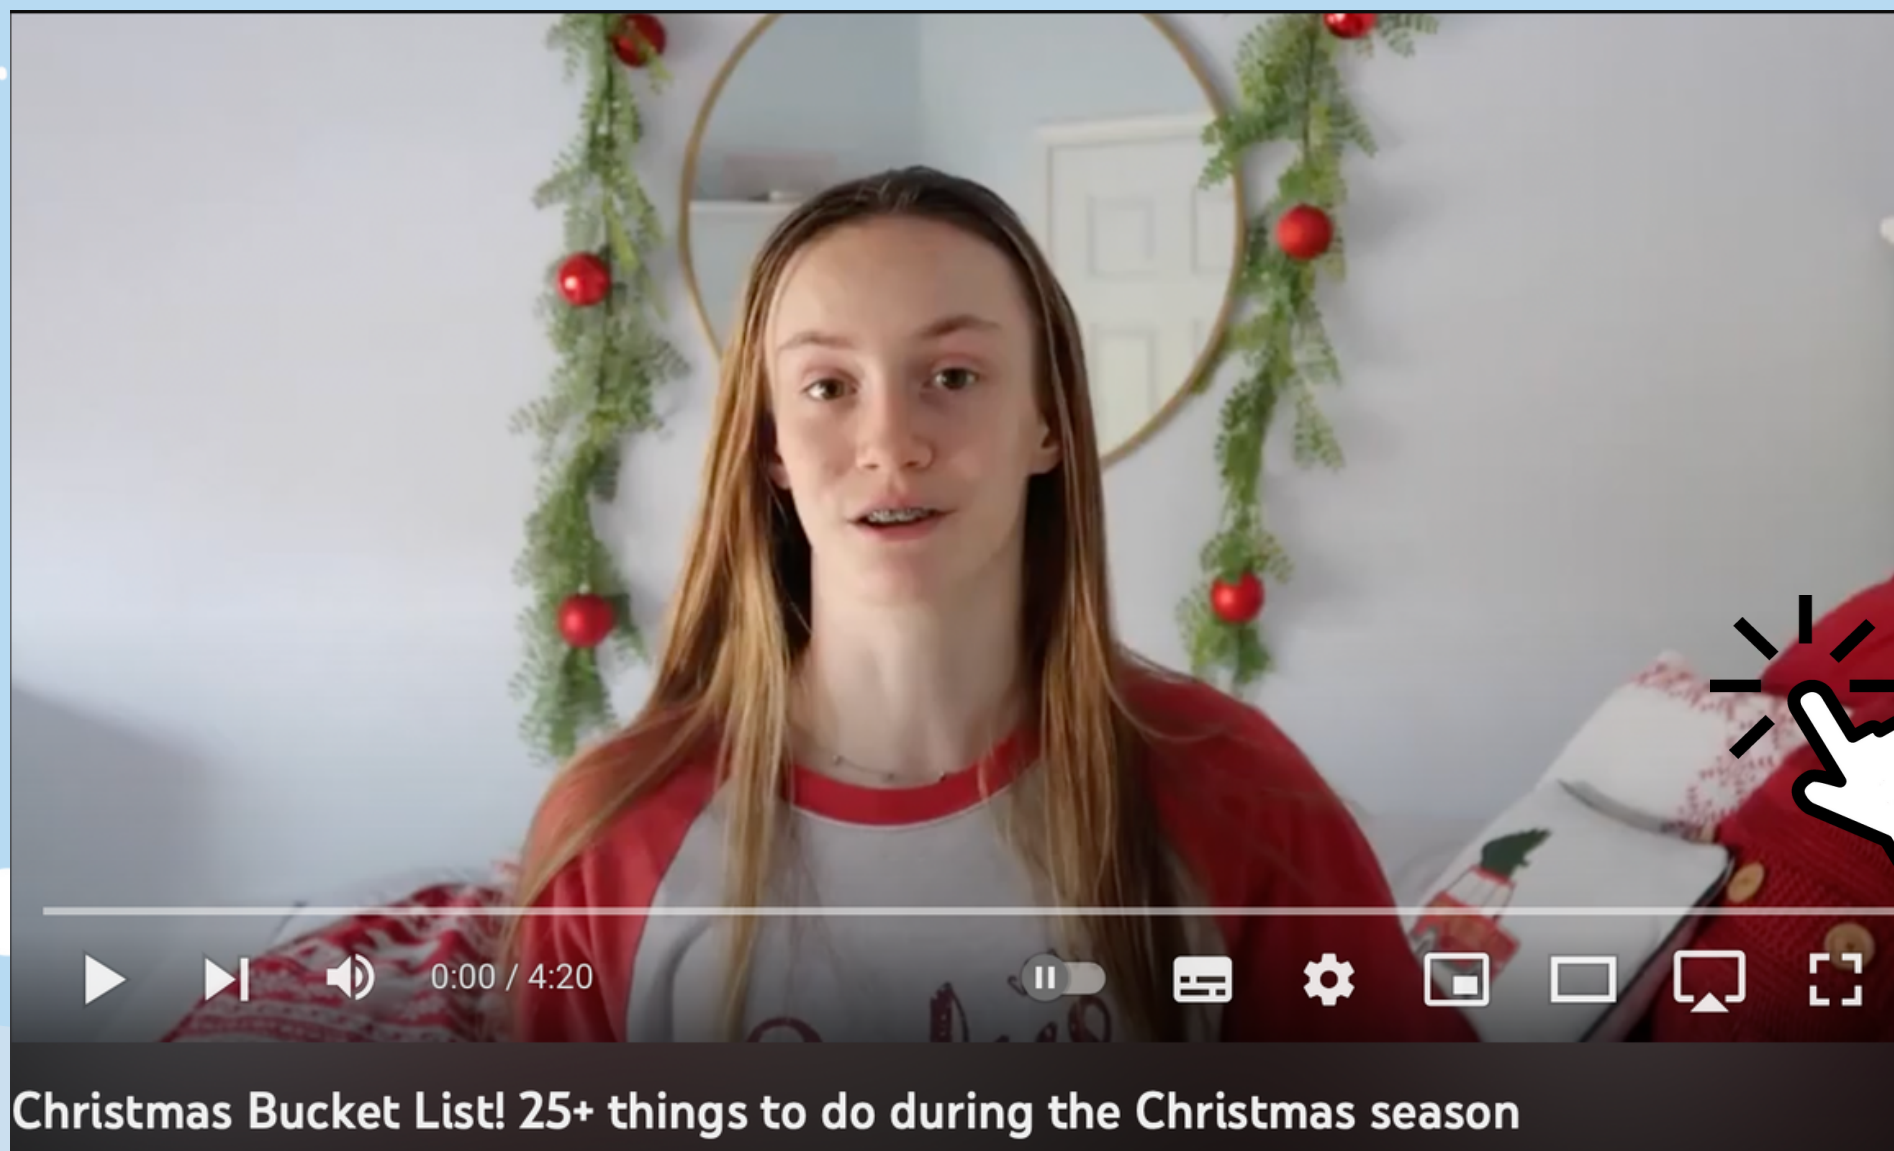 0:00 / 4:20
Christmas Bucket List! 25+ things to do during the Christmas season